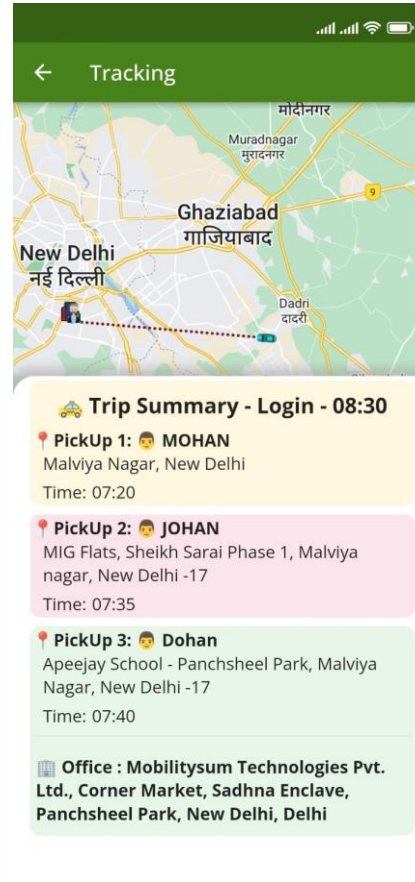 Tracking
मोदीनगर
Muradnagar
मुरादनगर
9
Ghaziabad
गाजियाबाद
New Delhi
नई दिल्ली
Dadri
दादरी
Trip Summary - Login - 08:30
PickUp 1: MOHAN
Malviya Nagar, New Delhi
Time: 07:20
PickUp 2: JOHAN
MIG Flats, Sheikh Sarai Phase 1, Malviya
nagar, New Delhi -17
Time: 07:35
PickUp 3: Dohan
Apeejay School - Panchsheel Park, Malviya
Nagar, New Delhi -17
Time: 07:40
Office : Mobilitysum Technologies Pvt.
Ltd., Corner Market, Sadhna Enclave,
Panchsheel Park, New Delhi, Delhi